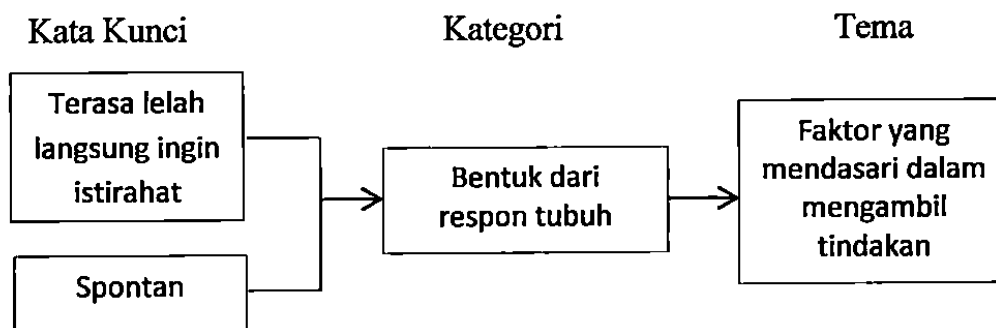 Kata Kunci
Kategori
Tema
Terasa lelah
langsung ingin
istirahat
Spontan
Bentuk dari
respon tubuh
Faktor yang
mendasari dalam
mengambil
tindakan